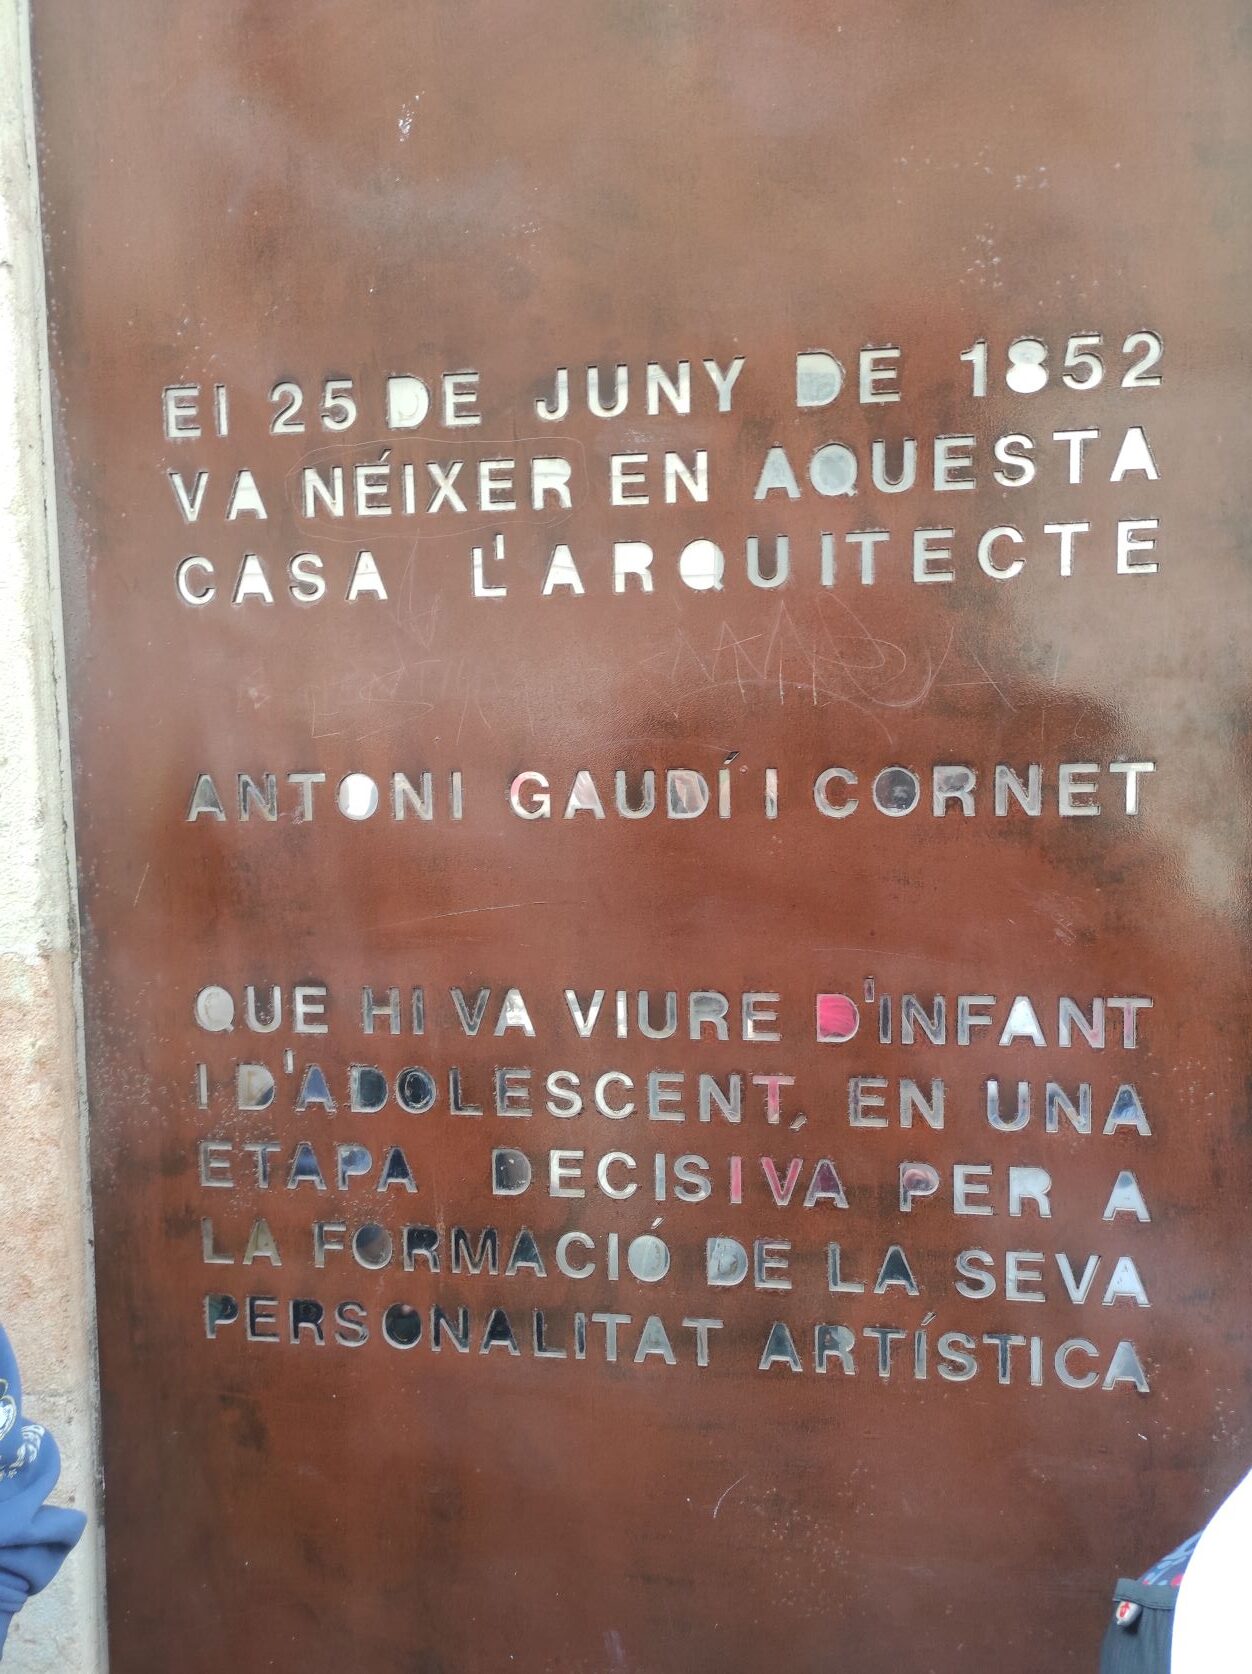 El 25 DE JUNY DE 1852
VA NÉIXER EN AQUESTA
CASA L'ARQUITECTE
ANTONI GAUDÍ I CORNET
QUE HI VA VIURE D'INFANT
I D'ADOLESCENT, EN UNA
ETAPA DECISIVA PER A
LA FORMACIÓ DE LA SEVA
PERSONALITAT ARTÍSTICA